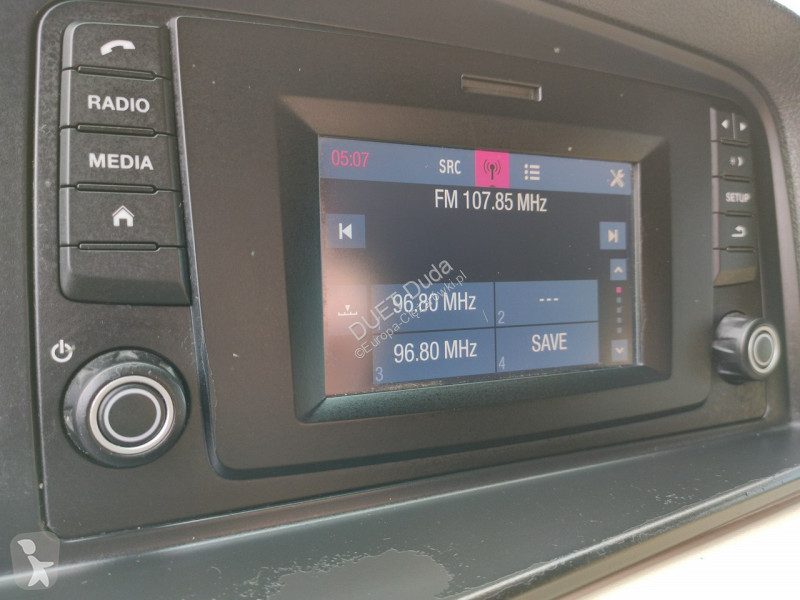 RADIO
MEDIA
05:07
SRC
FM 107.85 MHz
96.80 MHz
---
2
96.80 MHz
3
SAVE
4
SETUP
DUET-Duda